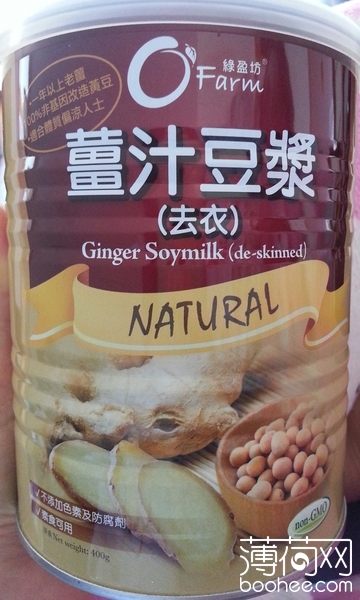 O'Farm
綠盈坊®
•一年以上老薑
•100%非基因改造黃豆
•適合體質偏涼人士
薑汁豆漿
(去衣)
Ginger Soymilk (de-skinned)
NATURAL
不添加色素及防腐劑
素食可用
淨重 Net weight: 400g
non-GMO
薄荷网
boohee.com